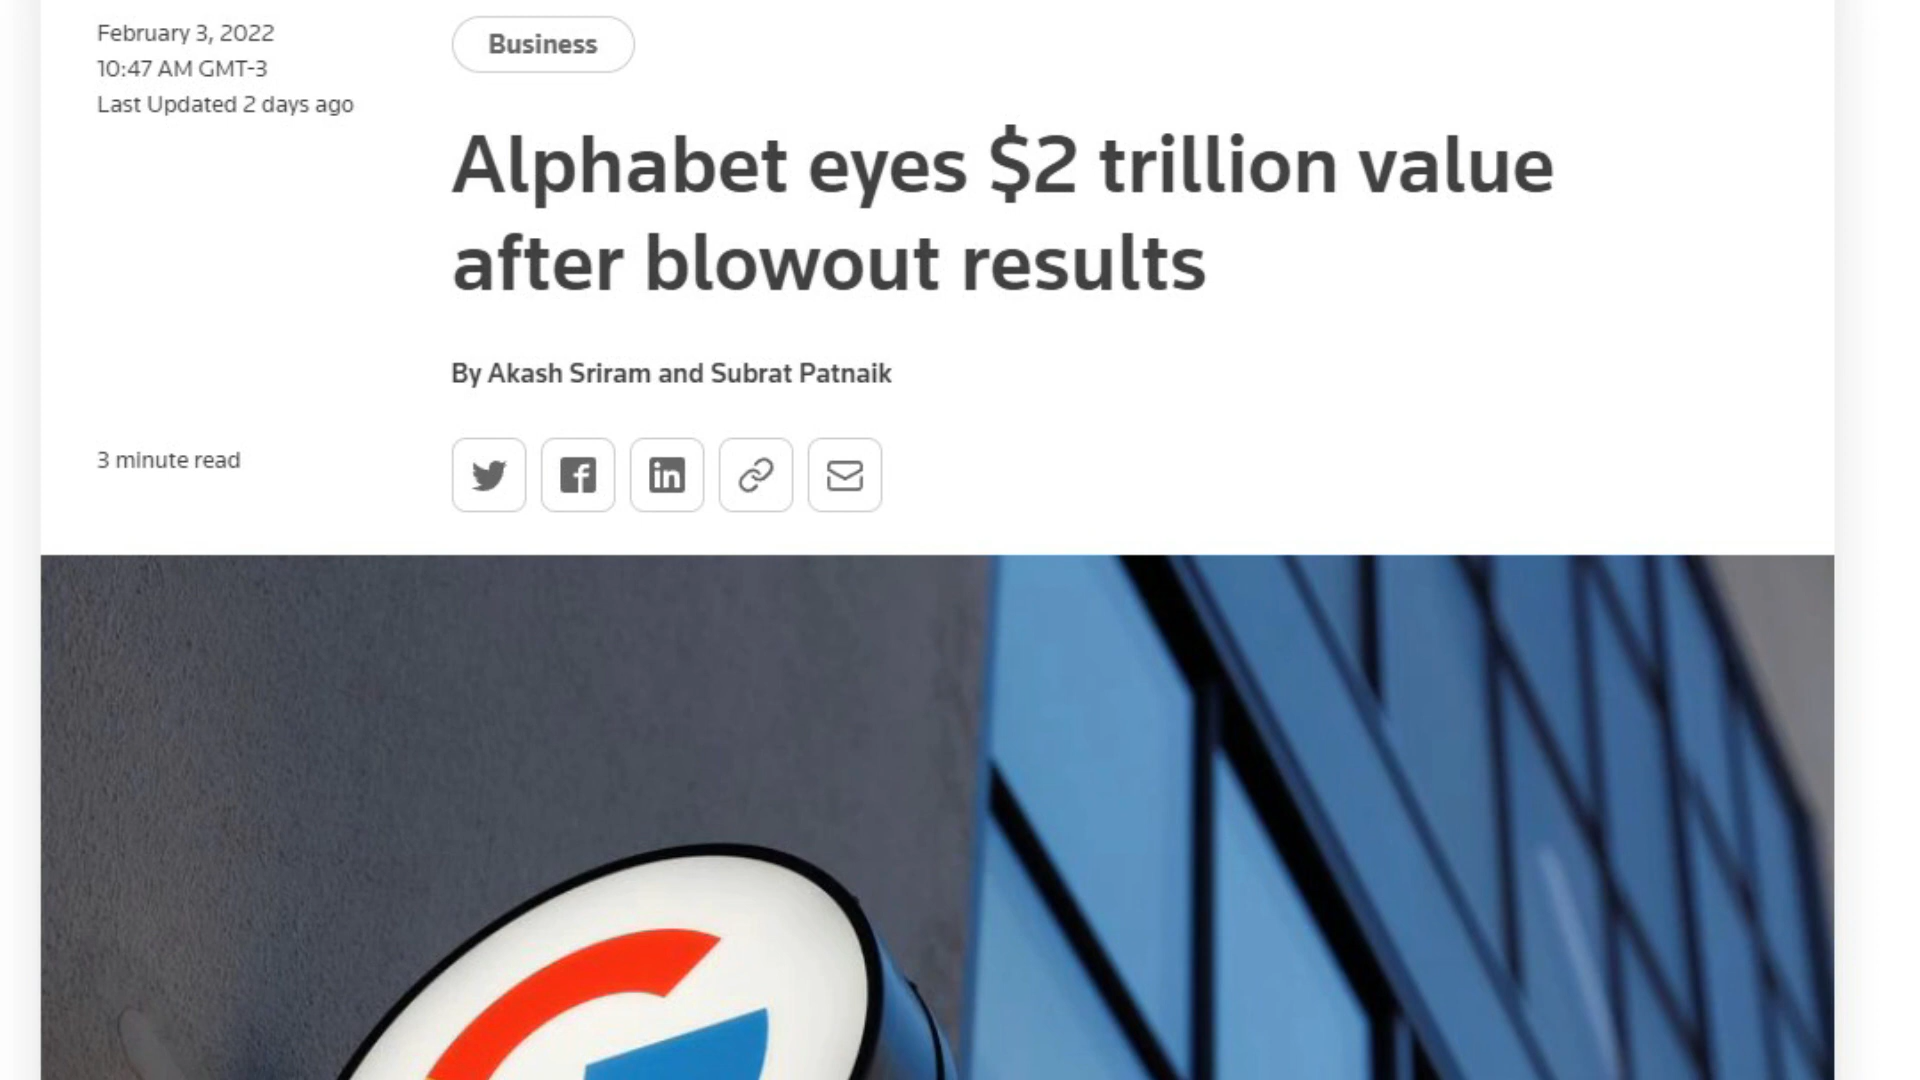 February 3, 2022
10:47 AM GMT-3
Last Updated 2 days ago
Business
Alphabet eyes $2 trillion value
after blowout results
By Akash Sriram and Subrat Patnaik
3 minute read